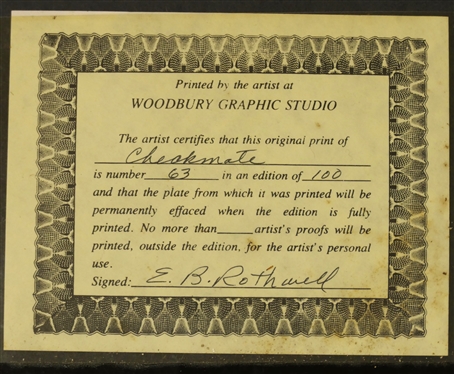 Printed by the artist at
WOODBURY GRAPHIC STUDIO
The artist certifies that this original print of
Checkmate
is number 63 in an edition of 100
and that the plate from which it was printed will be
permanently effaced when the edition is fully
printed. No more than______artist's proofs will be
printed, outside the edition, for the artist's personal
use.
Signed: E. B. Rothwell